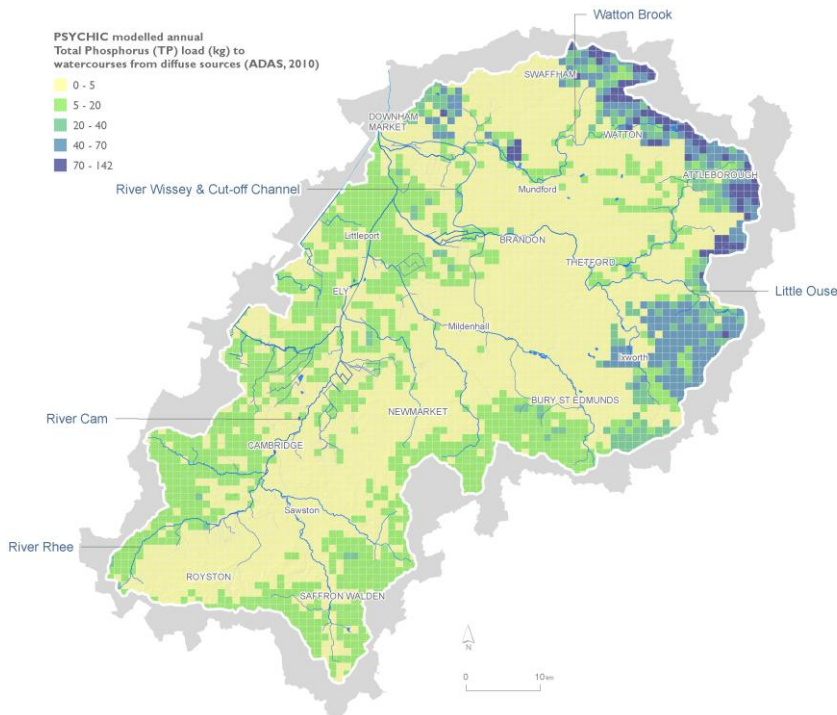 PSYCHIC modelled annual
Total Phosphorus (TP) load (kg) to
watercourses from diffuse sources (ADAS, 2010)
0 - 5
5 - 20
20 - 40
40 - 70
70 - 142
Watton Brook
SWAFFHAM
DOWNHAM
MARKET
WATTON
ATTLEBOROUGH
River Wissey & Cut-off Channel
Mundford
Littleport
BRANDON
THETFORD
ELY
Little Ouse
Mildenhall
Ixworth
BURY ST EDMUNDS
NEWMARKET
River Cam
CAMBRIDGE
Sawston
River Rhee
ROYSTON
SAFFRON WALDEN
N
0 10 km